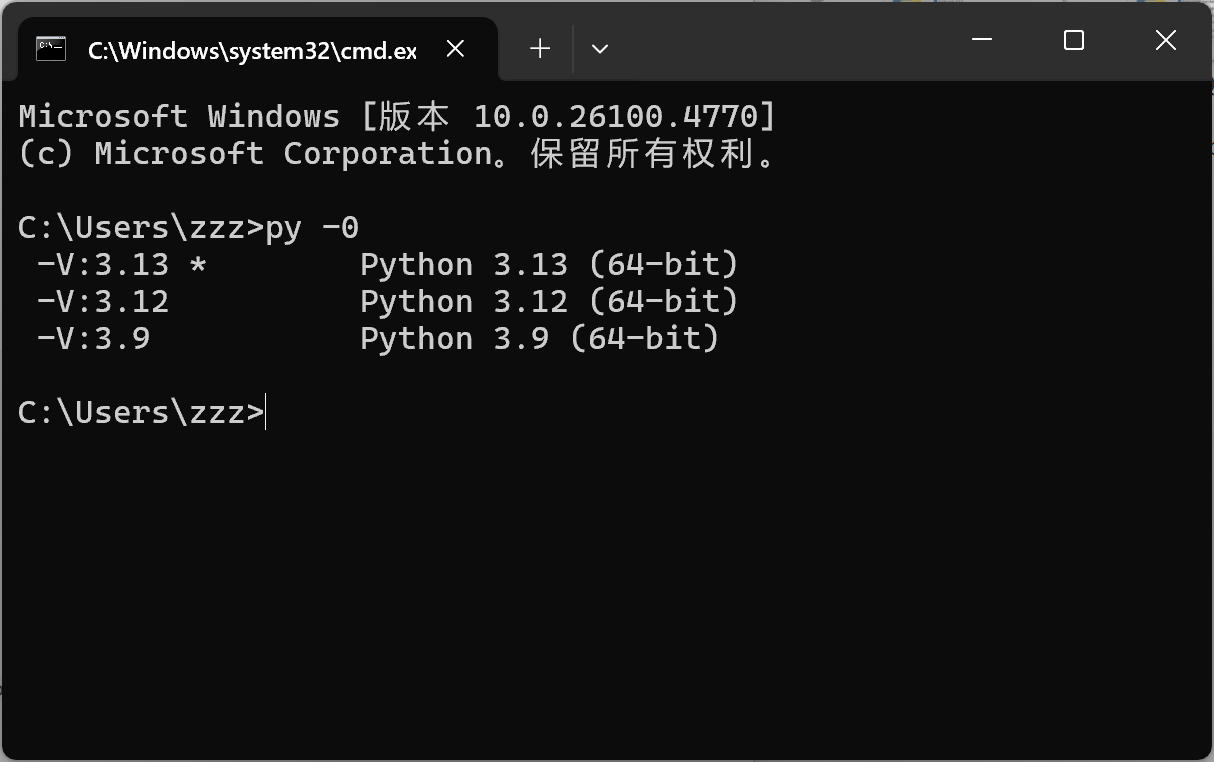 C:\Windows\system32\cmd.ex
Microsoft Windows [版本 10.0.26100.4770]
(c) Microsoft Corporation。保留所有权利。
C:\Users\zzz>py -0
-V:3.13 *        Python 3.13 (64-bit)
-V:3.12          Python 3.12 (64-bit)
-V:3.9           Python 3.9 (64-bit)
C:\Users\zzz>